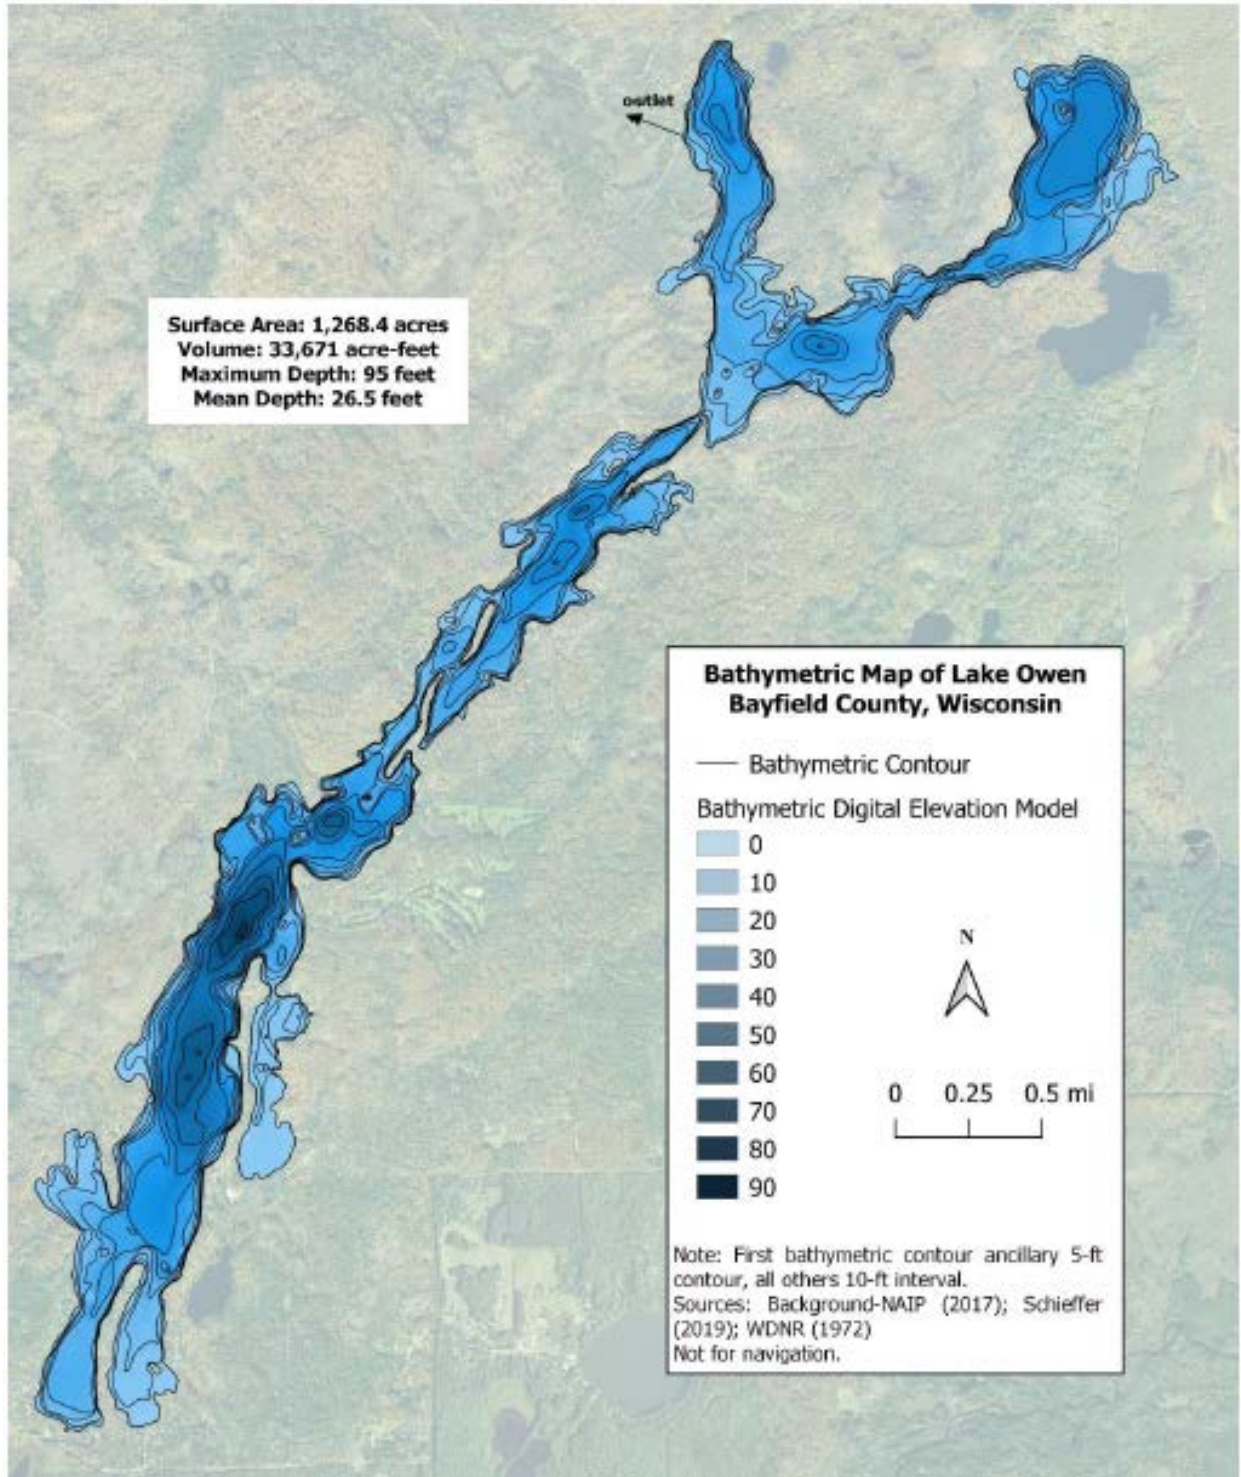 outlet
Surface Area: 1,268.4 acres
Volume: 33,671 acre-feet
Maximum Depth: 95 feet
Mean Depth: 26.5 feet
Bathymetric Map of Lake Owen
Bayfield County, Wisconsin
Bathymetric Contour
Bathymetric Digital Elevation Model
0
10
20
30
40
50
60
70
80
90
N
0 0.25 0.5 mi
Note: First bathymetric contour ancillary 5-ft
contour, all others 10-ft interval.
Sources: Background-NAIP (2017); Schieffer
(2019); WDNR (1972)
Not for navigation.